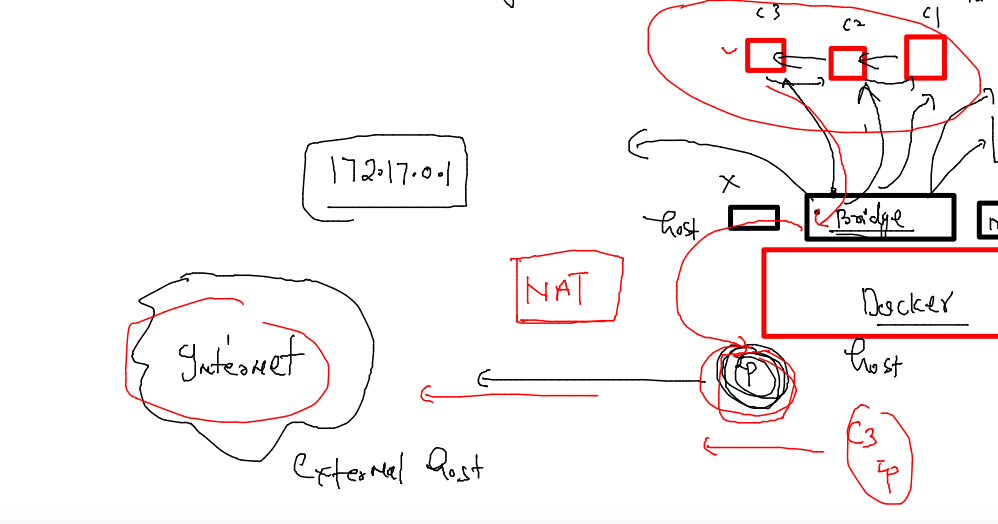 C3 C2 C1
172.17.0.1
X
host
Bridge
NAT
Docker
Internet
host
IP
C3
IP
External host